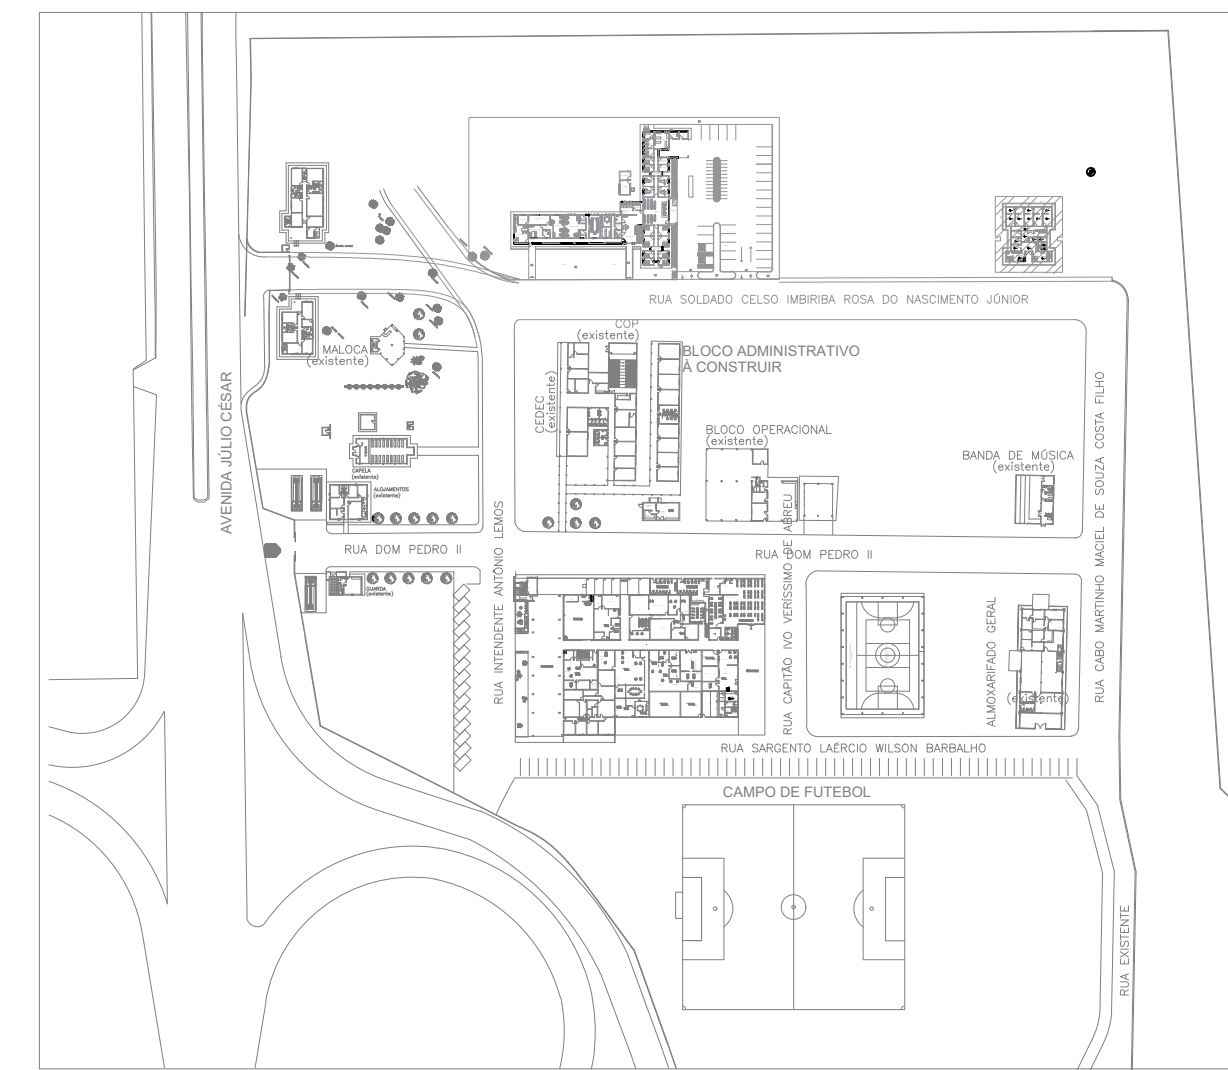 RUA SOLDADO CELSO IMBIRIBA ROSA DO NASCIMENTO JÚNIOR
COP
(existente)
MALOCA
(existente)
BLOCO ADMINISTRATIVO
À CONSTRUIR
AVENIDA JÚLIO CÉSAR
CEDEC
(existente)
BLOCO OPERACIONAL
(existente)
BANDA DE MÚSICA
(existente)
RUA CABO MARTINHO MACIEL DE SOUZA COSTA FILHO
CAPELA
(existente)
ALOJAMENTOS
(existente)
RUA DOM PEDRO II
RUA DOM PEDRO II
RUA INTENDENTE ANTÔNIO LEMOS
RUA CAPITÃO IVO VERÍSSIMO DE ABREU
GUARDA
(existente)
ALMOXARIFADO GERAL
(existente)
RUA SARGENTO LAÉRCIO WILSON BARBALHO
CAMPO DE FUTEBOL
RUA EXISTENTE